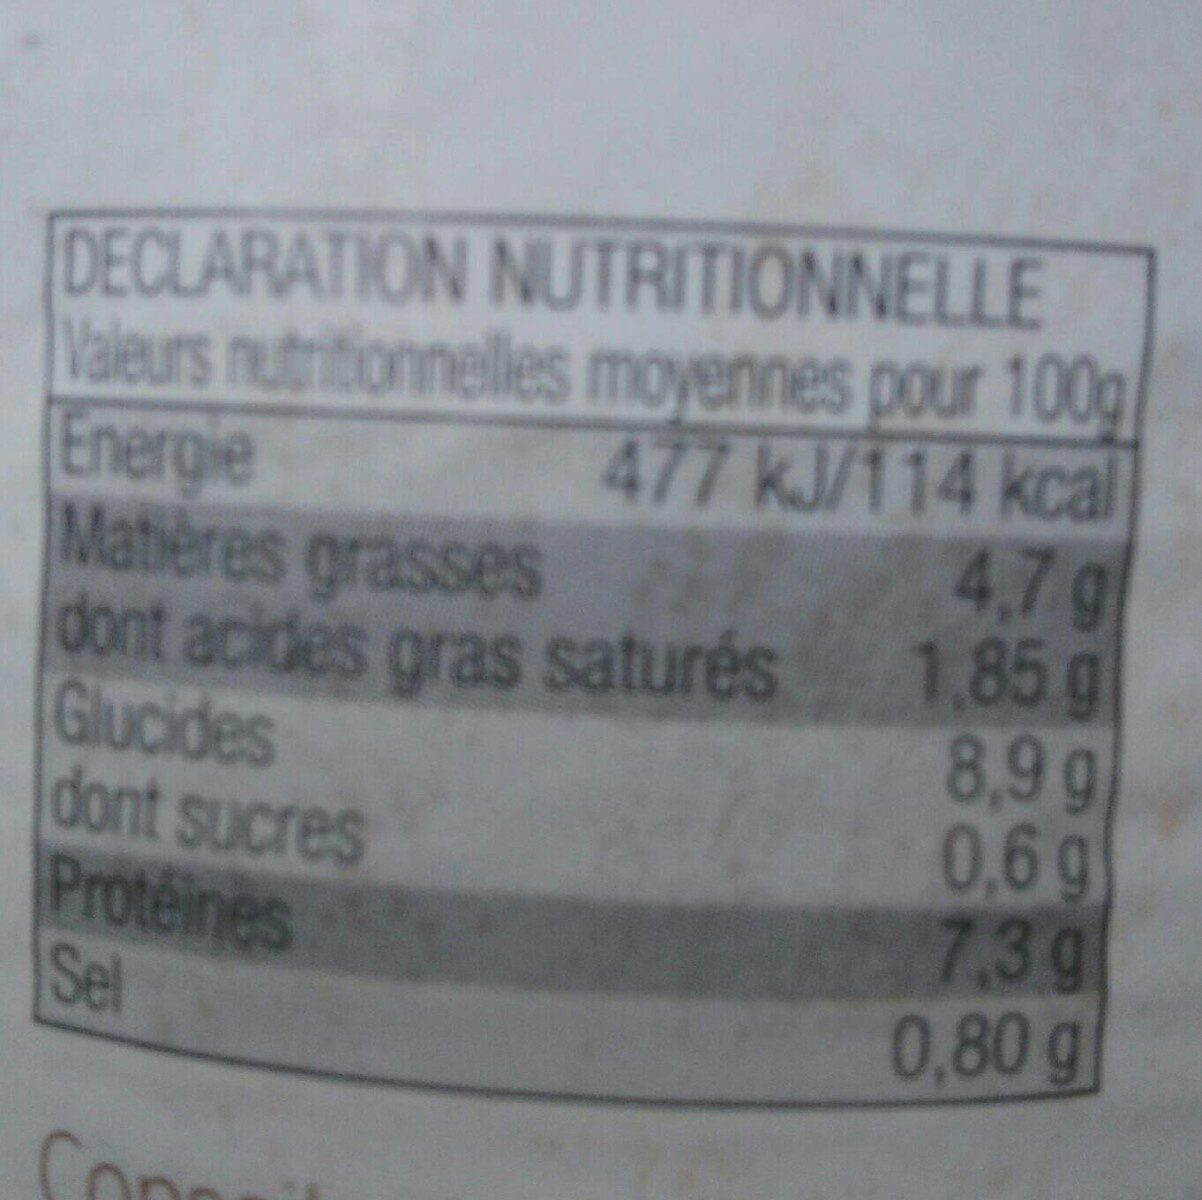 DECLARATION NUTRITIONNELLE
Valeurs nutritionnelles moyennes pour 100g
Energie 477 kJ/114 kcal
Matières grasses 4,7 g
dont acides gras saturés 1,85 g
Glucides 8,9 g
dont sucres 0,6 g
Protéines 7,3 g
Sel 0,80 g